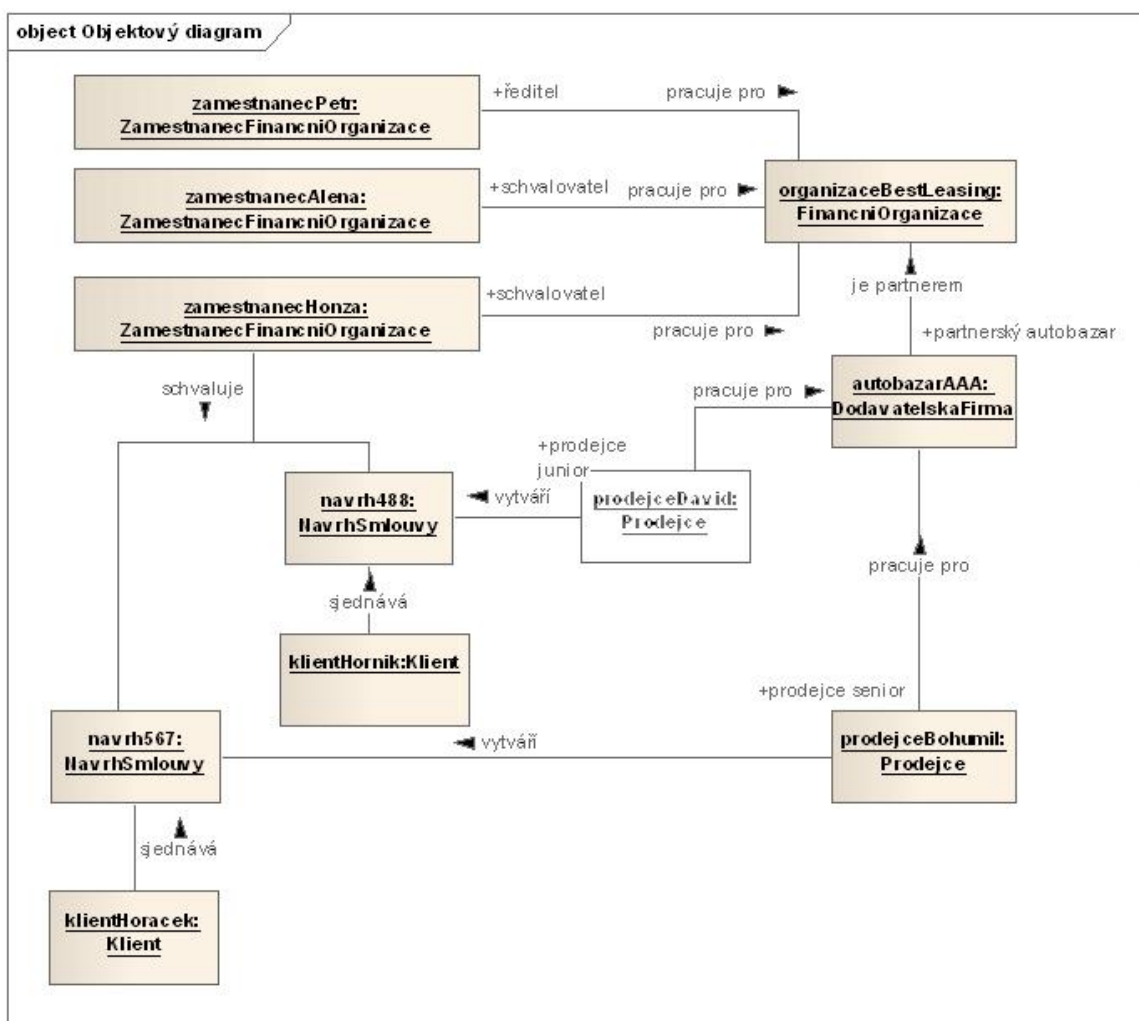 object Objektový diagram
zamestnanecPetr:
ZamestnanecFinancniOrganizace
+ředitel
pracuje pro
zamestnanecAlena:
ZamestnanecFinancniOrganizace
+schvalovatel
pracuje pro
organizaceBestLeasing:
FinancniOrganizace
zamestnanecHonza:
ZamestnanecFinancniOrganizace
+schvalovatel
pracuje pro
je partnerem
+partnerský autobazar
schvaluje
pracuje pro
autobazarAAA:
DodavatelskaFirma
+prodejce
junior
navrh488:
NavrhSmlouvy
vytváří
prodejceDavid:
Prodejce
pracuje pro
sjednává
klientHornik:Klient
+prodejce senior
navrh567:
NavrhSmlouvy
vytváří
prodejceBohumil:
Prodejce
sjednává
klientHoracek:
Klient